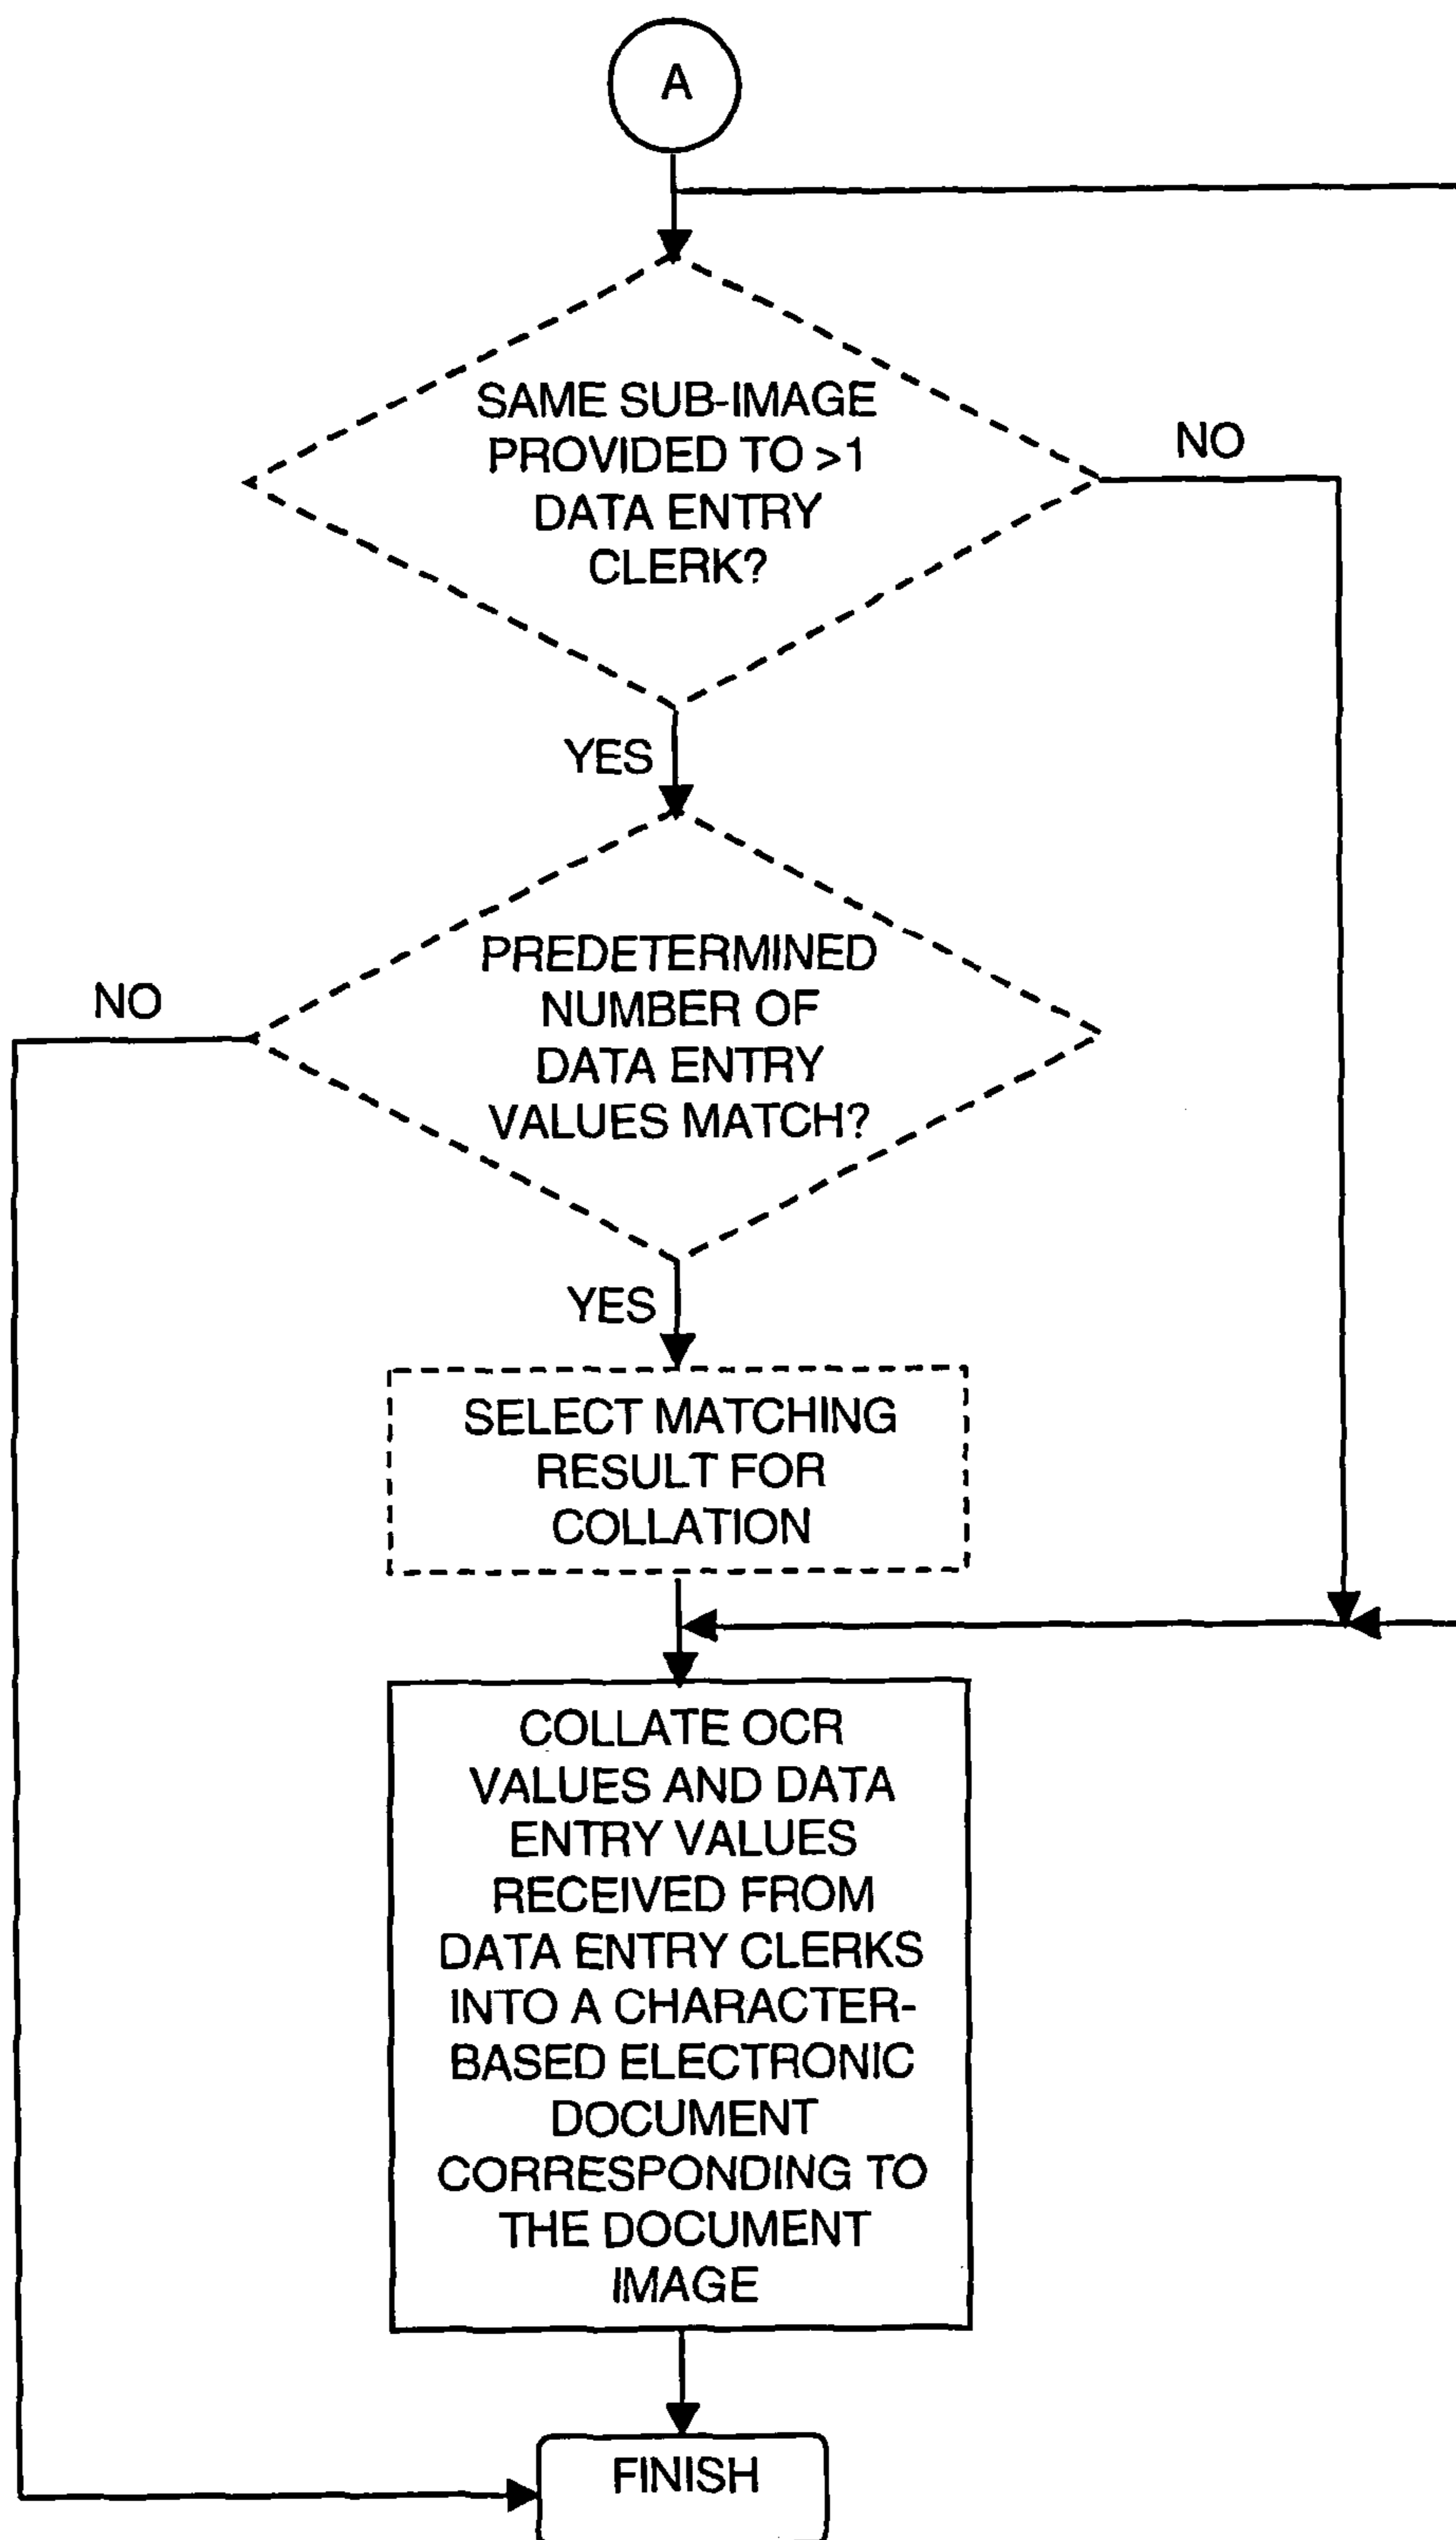 A
SAME SUB-IMAGE
PROVIDED TO >1
DATA ENTRY
CLERK?
NO
YES
PREDETERMINED
NUMBER OF
DATA ENTRY
VALUES MATCH?
NO
YES
SELECT MATCHING
RESULT FOR
COLLATION
COLLATE OCR
VALUES AND DATA
ENTRY VALUES
RECEIVED FROM
DATA ENTRY CLERKS
INTO A CHARACTER-
BASED ELECTRONIC
DOCUMENT
CORRESPONDING TO
THE DOCUMENT
IMAGE
FINISH